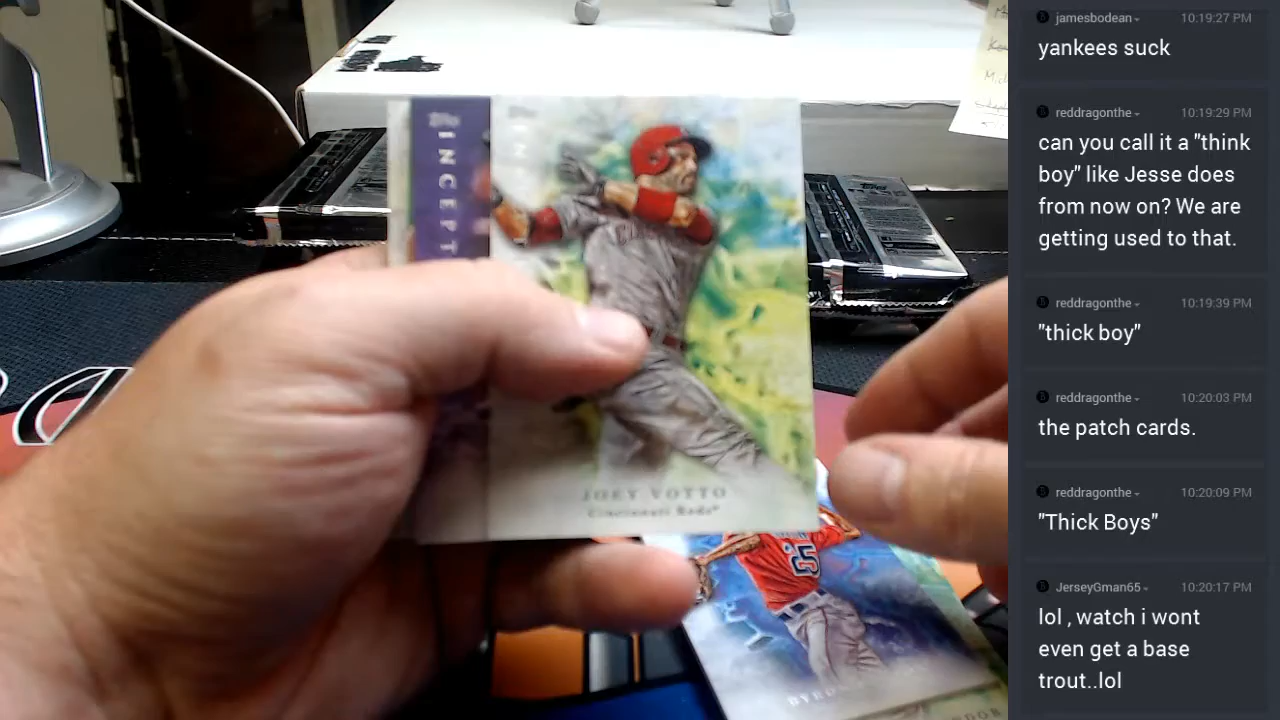 INCEPT
JOEY VOTTO
Cincinnati Reds
25
BYRO
DOR
Topps
jamesbodean
10:19:27 PM
yankees suck
reddragonthe
10:19:29 PM
can you call it a "think
boy" like Jesse does
from now on? We are
getting used to that.
reddragonthe
10:19:39 PM
"thick boy"
reddragonthe
10:20:03 PM
the patch cards.
reddragonthe
10:20:09 PM
"Thick Boys"
JerseyGman65
10:20:17 PM
lol , watch i wont
even get a base
trout..lol